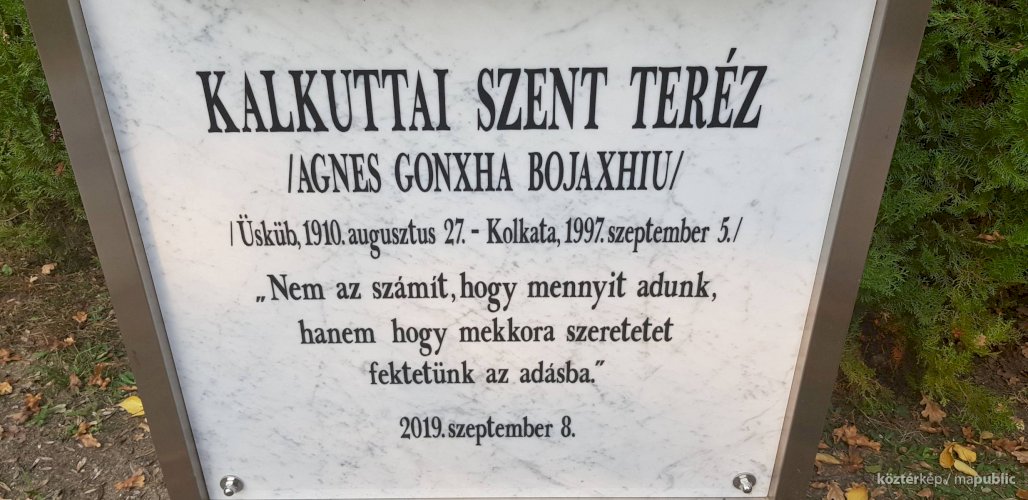 KALKUTTAI SZENT TERÉZ
/AGNES GONXHA BOJAXHIU/
/Üsküb, 1910. augusztus 27. - Kolkata, 1997. szeptember 5./
„Nem az számít, hogy mennyit adunk,
hanem hogy mekkora szeretetet
fektetünk az adásba.”
2019. szeptember 8.
köztérkép / mapublic